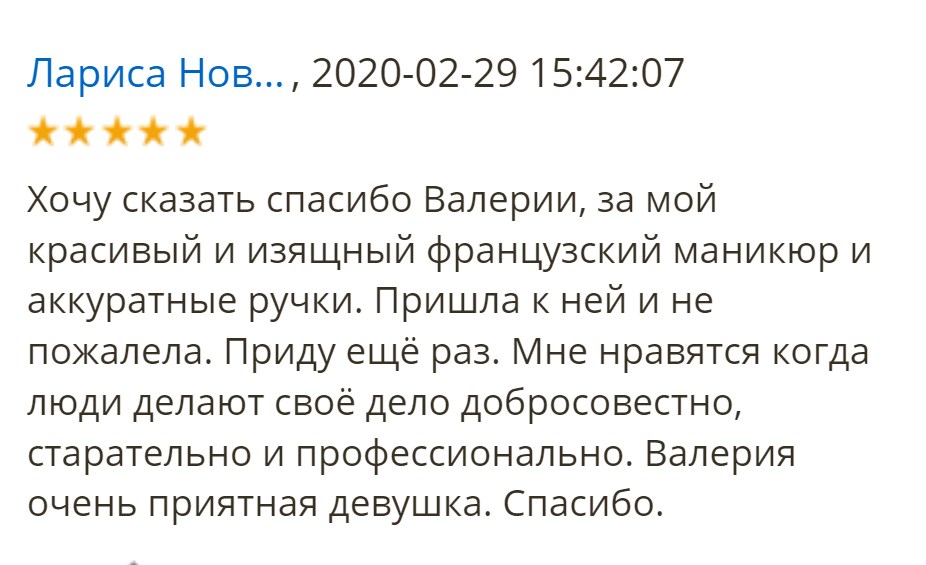 Лариса Нов..., 2020-02-29 15:42:07
Хочу сказать спасибо Валерии, за мой
красивый и изящный французский маникюр и
аккуратные ручки. Пришла к ней и не
пожалела. Приду ещё раз. Мне нравятся когда
люди делают своё дело добросовестно,
старательно и профессионально. Валерия
очень приятная девушка. Спасибо.